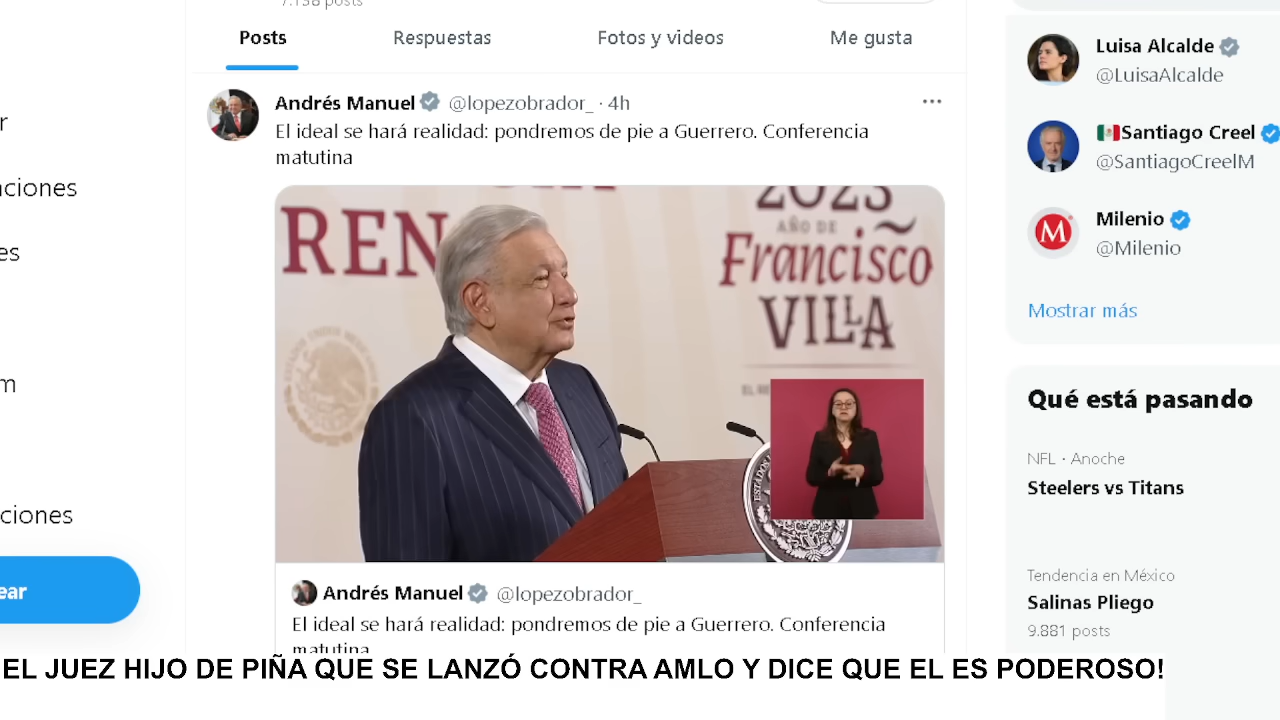 7.138 posts
Posts
Respuestas
Fotos y videos
Me gusta
Andrés Manuel @lopezobrador_ · 4h
El ideal se hará realidad: pondremos de pie a Guerrero. Conferencia
matutina
REN
2023
AÑO DE
Francisco
VILLA
Andrés Manuel @lopezobrador_
El ideal se hará realidad: pondremos de pie a Guerrero. Conferencia
matutina
r
aciones
es
m
ciones
ear
Luisa Alcalde
@LuisaAlcalde
Santiago Creel
@SantiagoCreelM
Milenio
@Milenio
Mostrar más
Qué está pasando
NFL · Anoche
Steelers vs Titans
Tendencia en México
Salinas Pliego
9.881 posts
EL JUEZ HIJO DE PIÑA QUE SE LANZÓ CONTRA AMLO Y DICE QUE EL ES PODEROSO!